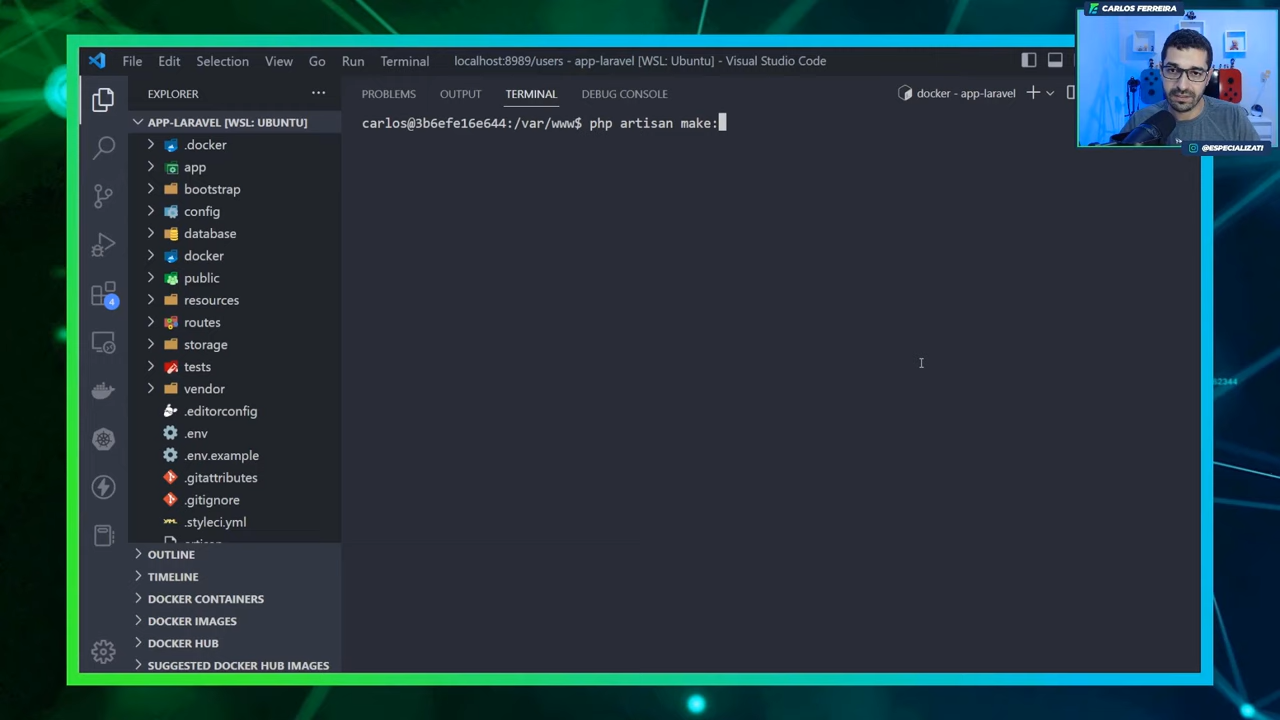 CARLOS FERREIRA
@ESPECIALIZATI
File Edit Selection View Go Run Terminal
localhost:8989/users - app-laravel [WSL: Ubuntu] - Visual Studio Code
EXPLORER
PROBLEMS OUTPUT TERMINAL DEBUG CONSOLE
docker - app-laravel
APP-LARAVEL [WSL: UBUNTU]
carlos@3b6efe16e644:/var/www$ php artisan make:
.docker
app
bootstrap
config
database
docker
public
resources
routes
storage
tests
vendor
.editorconfig
.env
.env.example
.gitattributes
.gitignore
.styleci.yml
artisan
4
OUTLINE
TIMELINE
DOCKER CONTAINERS
DOCKER IMAGES
DOCKER HUB
SUGGESTED DOCKER HUB IMAGES